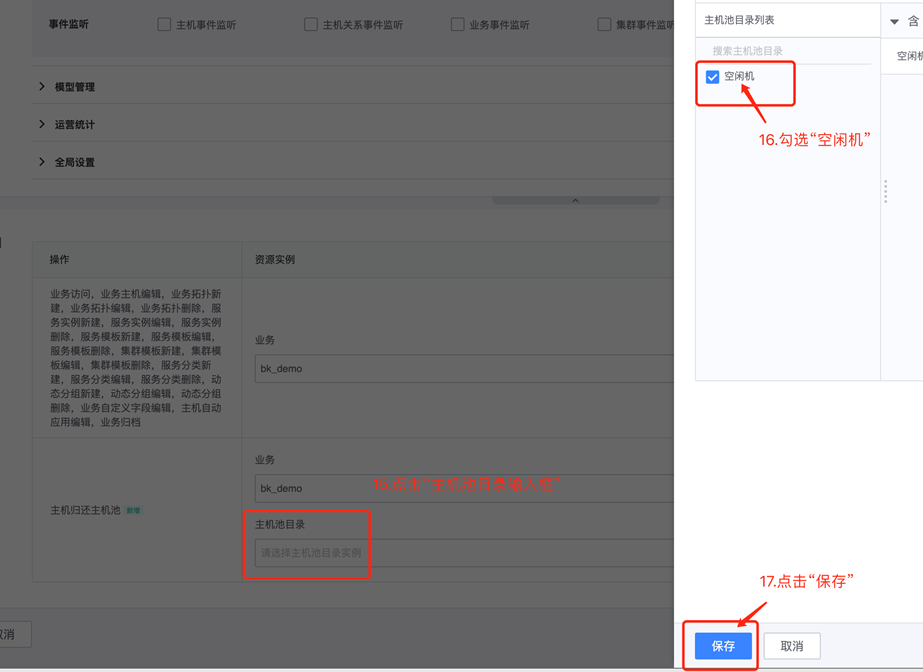 事件监听
主机事件监听
主机关系事件监听
业务事件监听
集群事件监听
模型管理
运营统计
全局设置
操作
资源实例
业务访问，业务主机编辑，业务拓扑新
建，业务拓扑编辑，业务拓扑删除，服
务实例新建，服务实例编辑，服务实例
删除，服务模板新建，服务模板编辑，
服务模板删除，集群模板新建，集群模
板编辑，集群模板删除，服务分类新
建，服务分类编辑，服务分类删除，动
态分组新建，动态分组编辑，动态分组
删除，业务自定义字段编辑，主机自动
应用编辑，业务归档
业务
bk_demo
主机归还主机池
新增
业务
bk_demo
15.点击“主机池目录输入框”
主机池目录
请选择主机池目录实例
取消
主机池目录列表
含
搜索主机池目录
空闲机
空闲机
16.勾选“空闲机”
17.点击“保存”
保存
取消